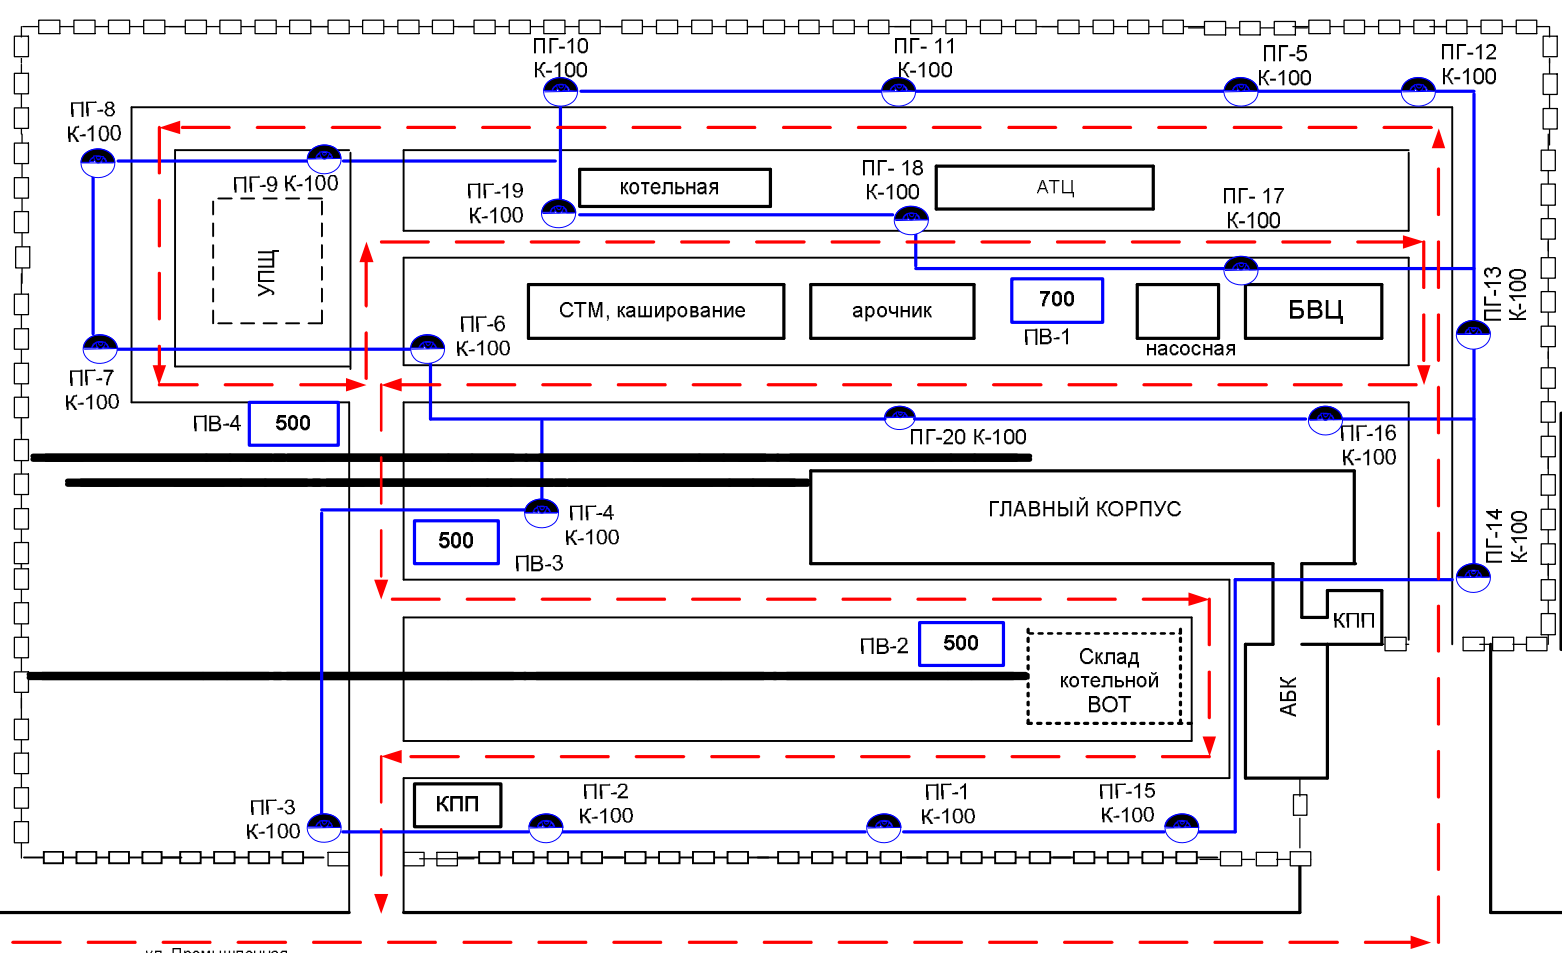 ПГ-10
К-100
ПГ- 11
К-100
ПГ-5
К-100
ПГ-12
К-100
ПГ-8
К-100
ПГ-9 К-100
ПГ-19
К-100
котельная
ПГ- 18
К-100
АТЦ
ПГ- 17
К-100
УПЩ
ПГ-13
К-100
СТМ, каширование
арочник
700
ПВ-1
насосная
БВЦ
ПГ-6
К-100
ПГ-7
К-100
ПВ-4
500
ПГ-20 К-100
ПГ-16
К-100
ГЛАВНЫЙ КОРПУС
ПГ-4
К-100
500
ПВ-3
ПГ-14
К-100
КПП
ПВ-2
500
Склад
котельной
ВОТ
АБК
КПП
ПГ-3
К-100
ПГ-2
К-100
ПГ-1
К-100
ПГ-15
К-100
ул. Промышленная